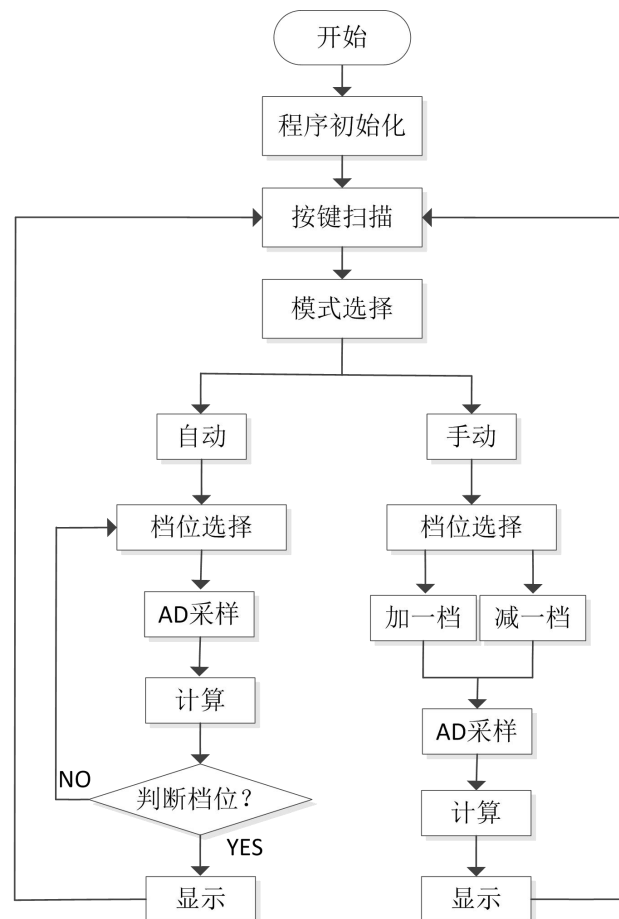 开始
程序初始化
按键扫描
模式选择
自动
手动
档位选择
档位选择
AD采样
加一档
减一档
计算
AD采样
NO
判断档位？
计算
YES
显示
显示